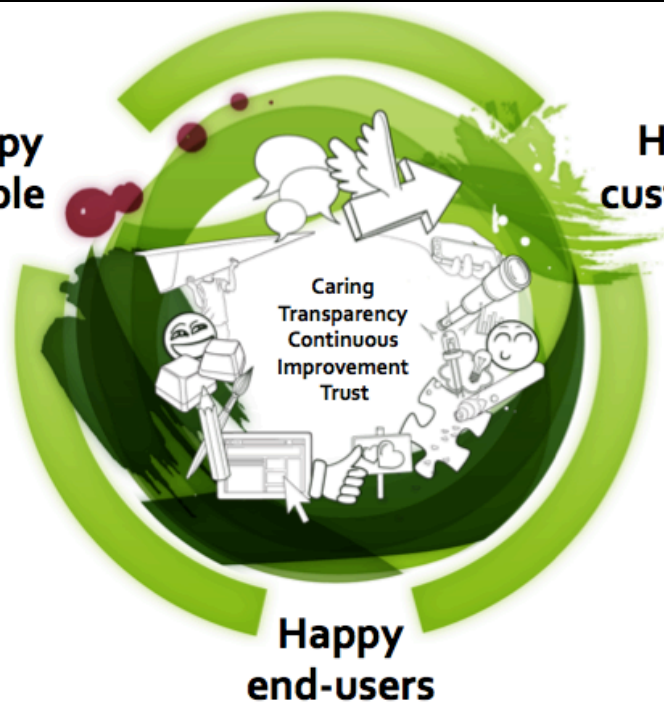 Caring
Transparency
Continuous
Improvement
Trust
Happy
end-users